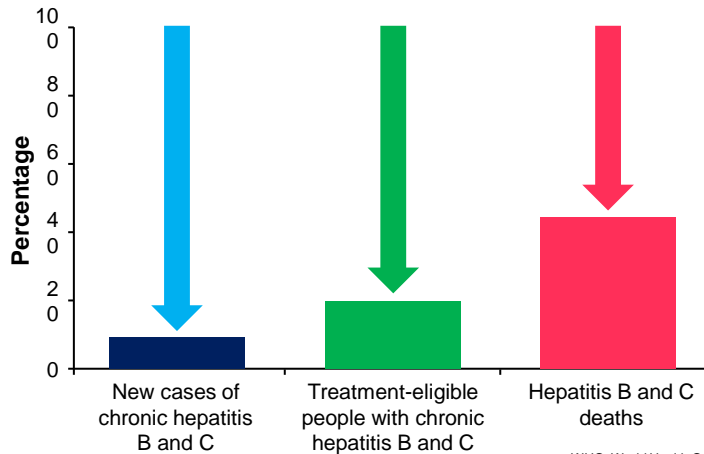 10
0
8
0
6
0
4
0
2
0
0
Percentage
New cases of
chronic hepatitis
B and C
Treatment-eligible
people with chronic
hepatitis B and C
Hepatitis B and C
deaths